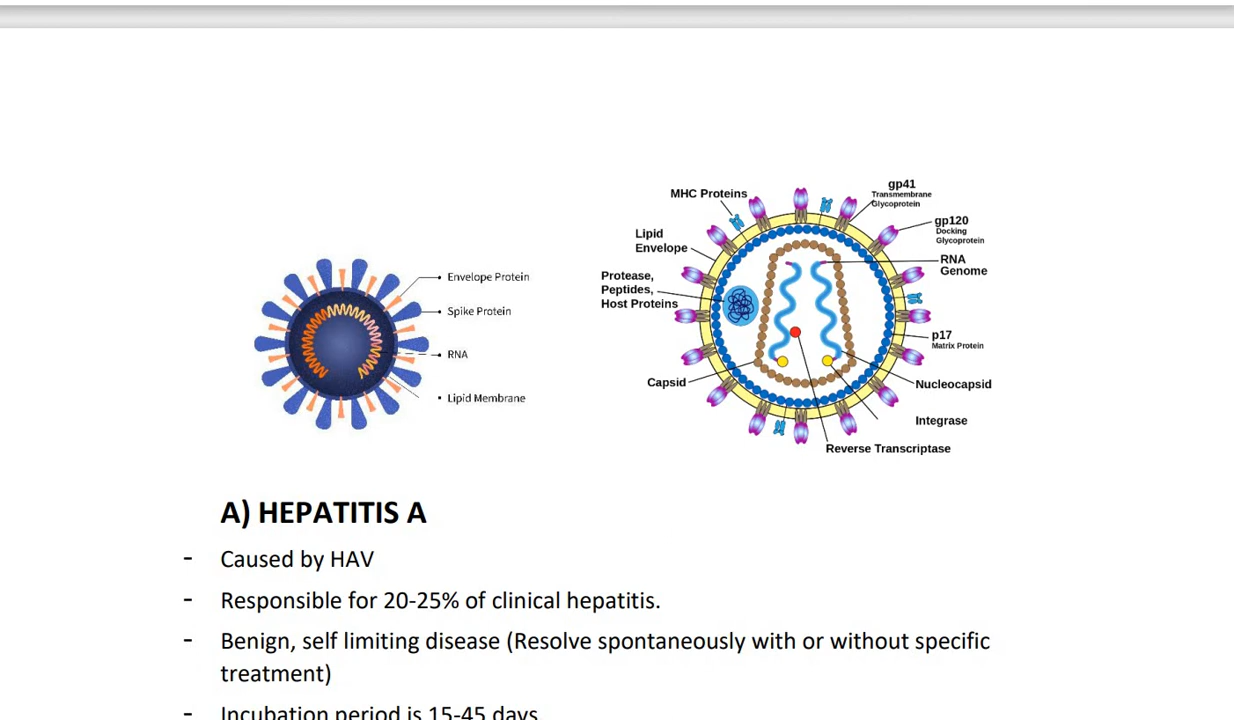 Envelope Protein
Spike Protein
RNA
Lipid Membrane
MHC Proteins
gp41
Transmembrane
Glycoprotein
gp120
Docking
Glycoprotein
Lipid
Envelope
RNA
Genome
Protease,
Peptides,
Host Proteins
p17
Matrix Protein
Capsid
Nucleocapsid
Integrase
Reverse Transcriptase
A) HEPATITIS A
- Caused by HAV
- Responsible for 20-25% of clinical hepatitis.
- Benign, self limiting disease (Resolve spontaneously with or without specific
treatment)
- Incubation period is 15-45 days